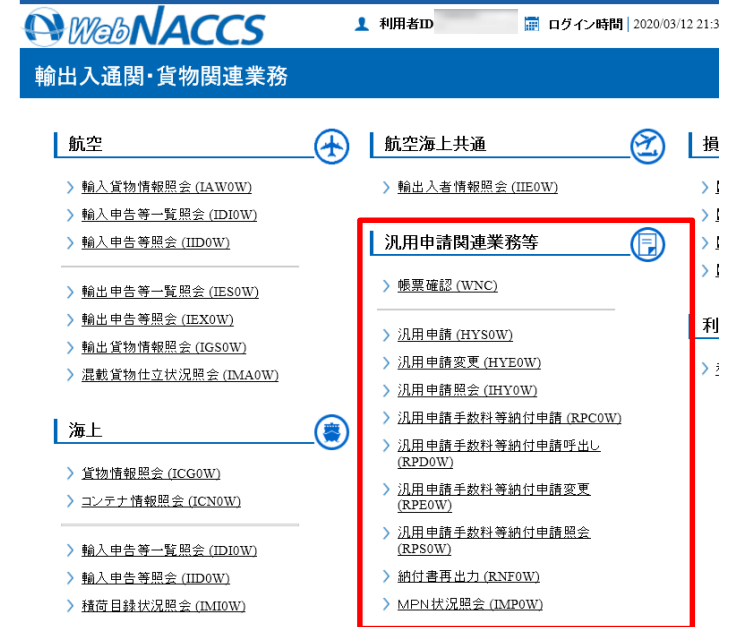 WebNACCS
利用者ID
ログイン時間 2020/03/12 21:3
輸出入通関・貨物関連業務
航空
輸入貨物情報照会 (IAW0W)
輸入申告等一覧照会 (IDI0W)
輸入申告等照会 (IID0W)
輸出申告等一覧照会 (IES0W)
輸出申告等照会 (IEX0W)
輸出貨物情報照会 (IGS0W)
混載貨物仕立状況照会 (IMA0W)
海上
貨物情報照会 (ICG0W)
コンテナ情報照会 (ICN0W)
輸入申告等一覧照会 (IDI0W)
輸入申告等照会 (IID0W)
積荷目録状況照会 (IMI0W)
航空海上共通
輸出入者情報照会 (IIE0W)
汎用申請関連業務等
帳票確認 (WNC)
汎用申請 (HYS0W)
汎用申請変更 (HYE0W)
汎用申請照会 (IHY0W)
汎用申請手数料等納付申請 (RPC0W)
汎用申請手数料等納付申請呼出し
(RPD0W)
汎用申請手数料等納付申請変更
(RPE0W)
汎用申請手数料等納付申請照会
(RPS0W)
納付書再出力 (RNF0W)
MPN状況照会 (IMP0W)
損
利